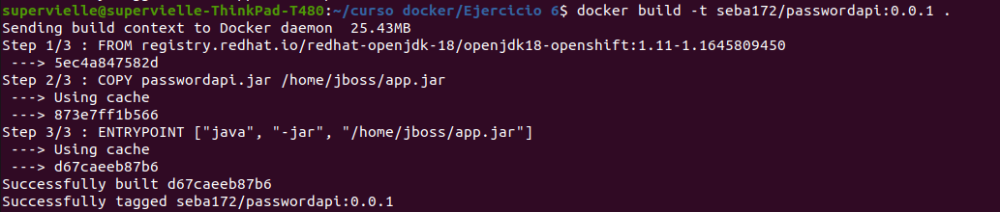 supervielle@supervielle-ThinkPad-T480:~/curso docker/Ejercicio 6$ docker build -t seba172/passwordapi:0.0.1 .
Sending build context to Docker daemon  25.43MB
Step 1/3 : FROM registry.redhat.io/redhat-openjdk-18/openjdk18-openshift:1.11-1.1645809450
 ---> 5ec4a847582d
Step 2/3 : COPY passwordapi.jar /home/jboss/app.jar
 ---> Using cache
 ---> 873e7ff1b566
Step 3/3 : ENTRYPOINT ["java", "-jar", "/home/jboss/app.jar"]
 ---> Using cache
 ---> d67caeeb87b6
Successfully built d67caeeb87b6
Successfully tagged seba172/passwordapi:0.0.1